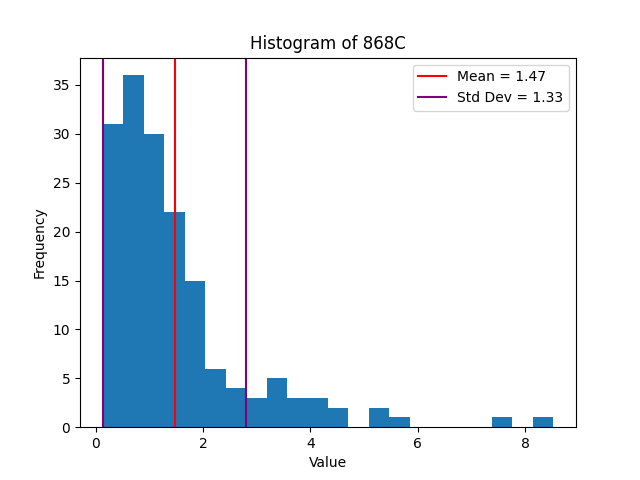 Histogram of 868C
Mean = 1.47
Std Dev = 1.33
35
30
25
20
15
10
5
0
Frequency
0 2 4 6 8
Value